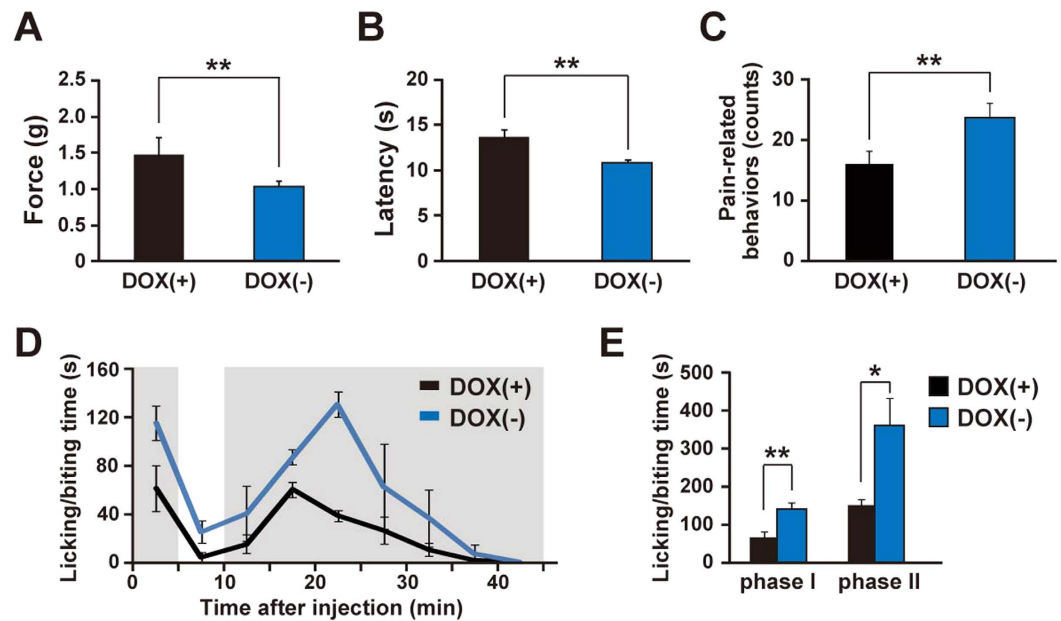 A
Force (g)
2.5
2.0
1.5
1.0
0.5
0
**
DOX(+)
DOX(-)
B
Latency (s)
20
15
10
5
0
**
DOX(+)
DOX(-)
C
Pain-related
behaviors (counts)
30
20
10
0
**
DOX(+)
DOX(-)
D
Licking/biting time (s)
160
120
80
40
0
DOX(+)
DOX(-)
0 10 20 30 40
Time after injection (min)
E
Licking/biting time (s)
500
400
300
200
100
0
**
*
DOX(+)
DOX(-)
phase I
phase II